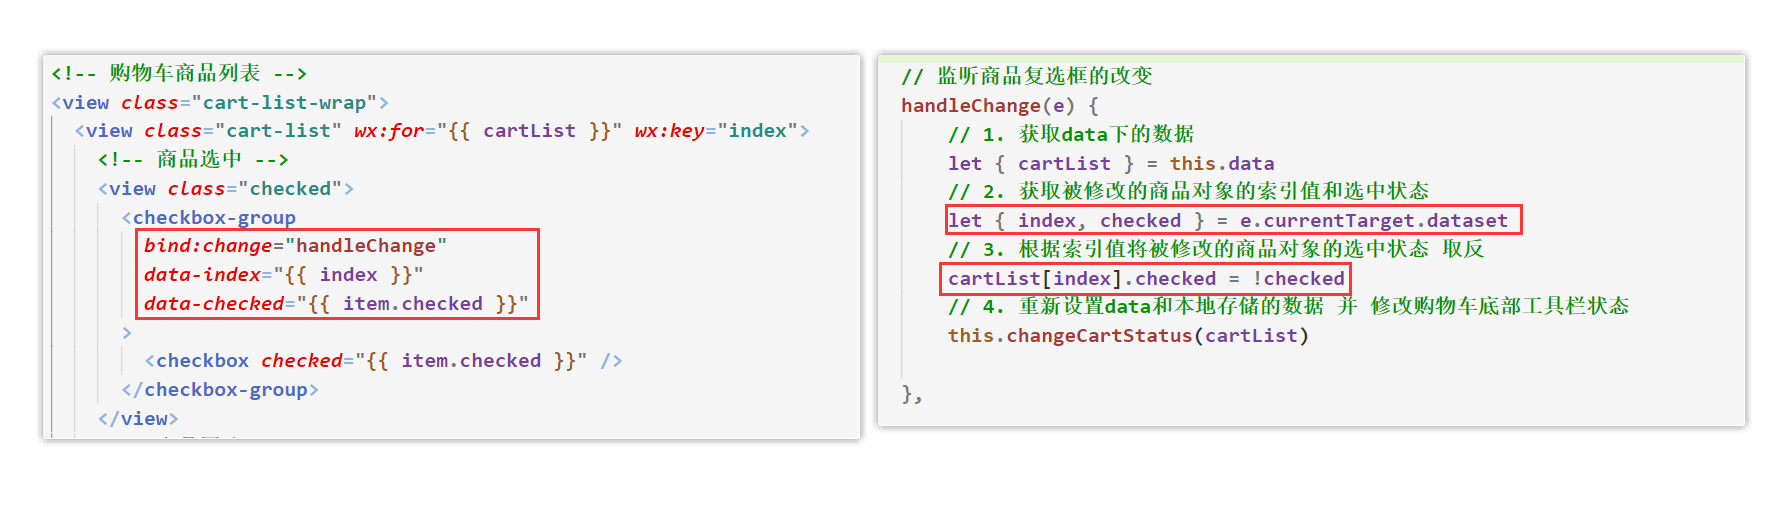 <!-- 购物车商品列表 -->
<view class="cart-list-wrap">
<view class="cart-list" wx:for="{{ cartList }}" wx:key="index">
<!-- 商品选中 -->
<view class="checked">
<checkbox-group
bind:change="handleChange"
data-index="{{ index }}"
data-checked="{{ item.checked }}"
>
<checkbox checked="{{ item.checked }}" />
</checkbox-group>
</view>
// 监听商品复选框的改变
handleChange(e) {
// 1. 获取data下的数据
let { cartList } = this.data
// 2. 获取被修改的商品对象的索引值和选中状态
let { index, checked } = e.currentTarget.dataset
// 3. 根据索引值将被修改的商品对象的选中状态 取反
cartList[index].checked = !checked
// 4. 重新设置data和本地存储的数据 并 修改购物车底部工具栏状态
this.changeCartStatus(cartList)
},